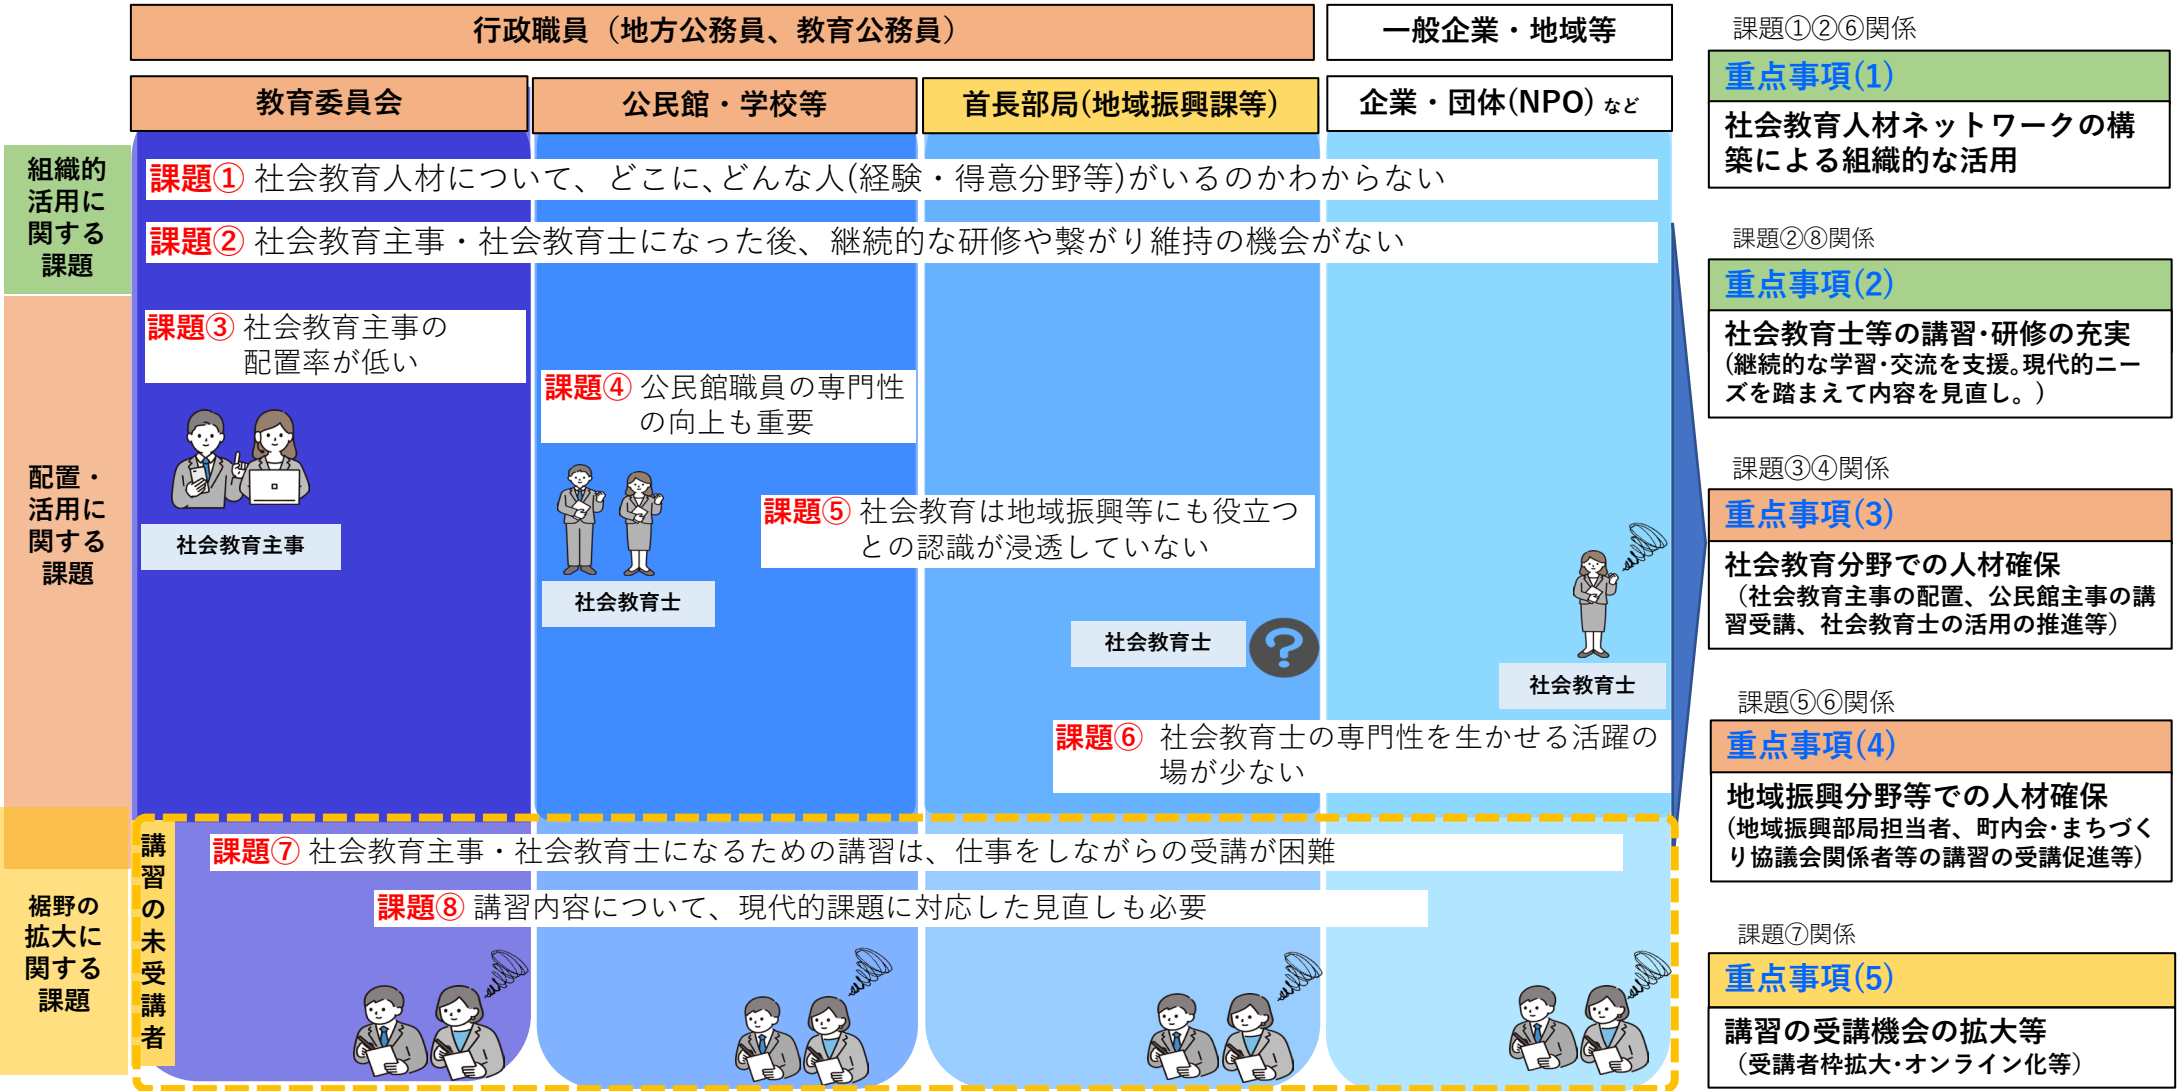 行政職員（地方公務員、教育公務員）
一般企業・地域等
教育委員会
公民館・学校等
首長部局(地域振興課等)
企業・団体(NPO) など
組織的
活用に
関する
課題
課題① 社会教育人材について、どこに、どんな人(経験・得意分野等)がいるのかわからない
課題② 社会教育主事・社会教育士になった後、継続的な研修や繋がり維持の機会がない
配置・
活用に
関する
課題
課題③ 社会教育主事の
配置率が低い
社会教育主事
課題④ 公民館職員の専門性
の向上も重要
社会教育士
課題⑤ 社会教育は地域振興等にも役立つ
との認識が浸透していない
社会教育士
?
社会教育士
課題⑥ 社会教育士の専門性を生かせる活躍の
場が少ない
裾野の
拡大に
関する
課題
講習の未受講者
課題⑦ 社会教育主事・社会教育士になるための講習は、仕事をしながらの受講が困難
課題⑧ 講習内容について、現代的課題に対応した見直しも必要
課題①②⑥関係
重点事項(1)
社会教育人材ネットワークの構
築による組織的な活用
課題②⑧関係
重点事項(2)
社会教育士等の講習･研修の充実
(継続的な学習･交流を支援。現代的ニー
ズを踏まえて内容を見直し。)
課題③④関係
重点事項(3)
社会教育分野での人材確保
（社会教育主事の配置、公民館主事の講
習受講、社会教育士の活用の推進等）
課題⑤⑥関係
重点事項(4)
地域振興分野等での人材確保
(地域振興部局担当者、町内会･まちづく
り協議会関係者等の講習の受講促進等）
課題⑦関係
重点事項(5)
講習の受講機会の拡大等
（受講者枠拡大･オンライン化等）